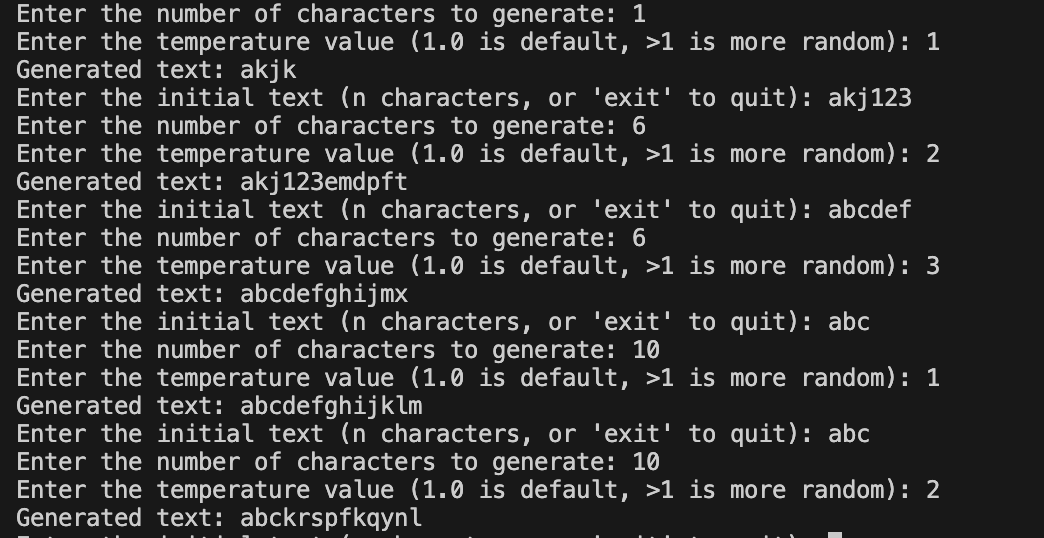 Enter the number of characters to generate: 1
Enter the temperature value (1.0 is default, >1 is more random): 1
Generated text: akjk
Enter the initial text (n characters, or 'exit' to quit): akj123
Enter the number of characters to generate: 6
Enter the temperature value (1.0 is default, >1 is more random): 2
Generated text: akj123emdpft
Enter the initial text (n characters, or 'exit' to quit): abcdef
Enter the number of characters to generate: 6
Enter the temperature value (1.0 is default, >1 is more random): 3
Generated text: abcdefghijmx
Enter the initial text (n characters, or 'exit' to quit): abc
Enter the number of characters to generate: 10
Enter the temperature value (1.0 is default, >1 is more random): 1
Generated text: abcdefghijklm
Enter the initial text (n characters, or 'exit' to quit): abc
Enter the number of characters to generate: 10
Enter the temperature value (1.0 is default, >1 is more random): 2
Generated text: abckrspfkqynl